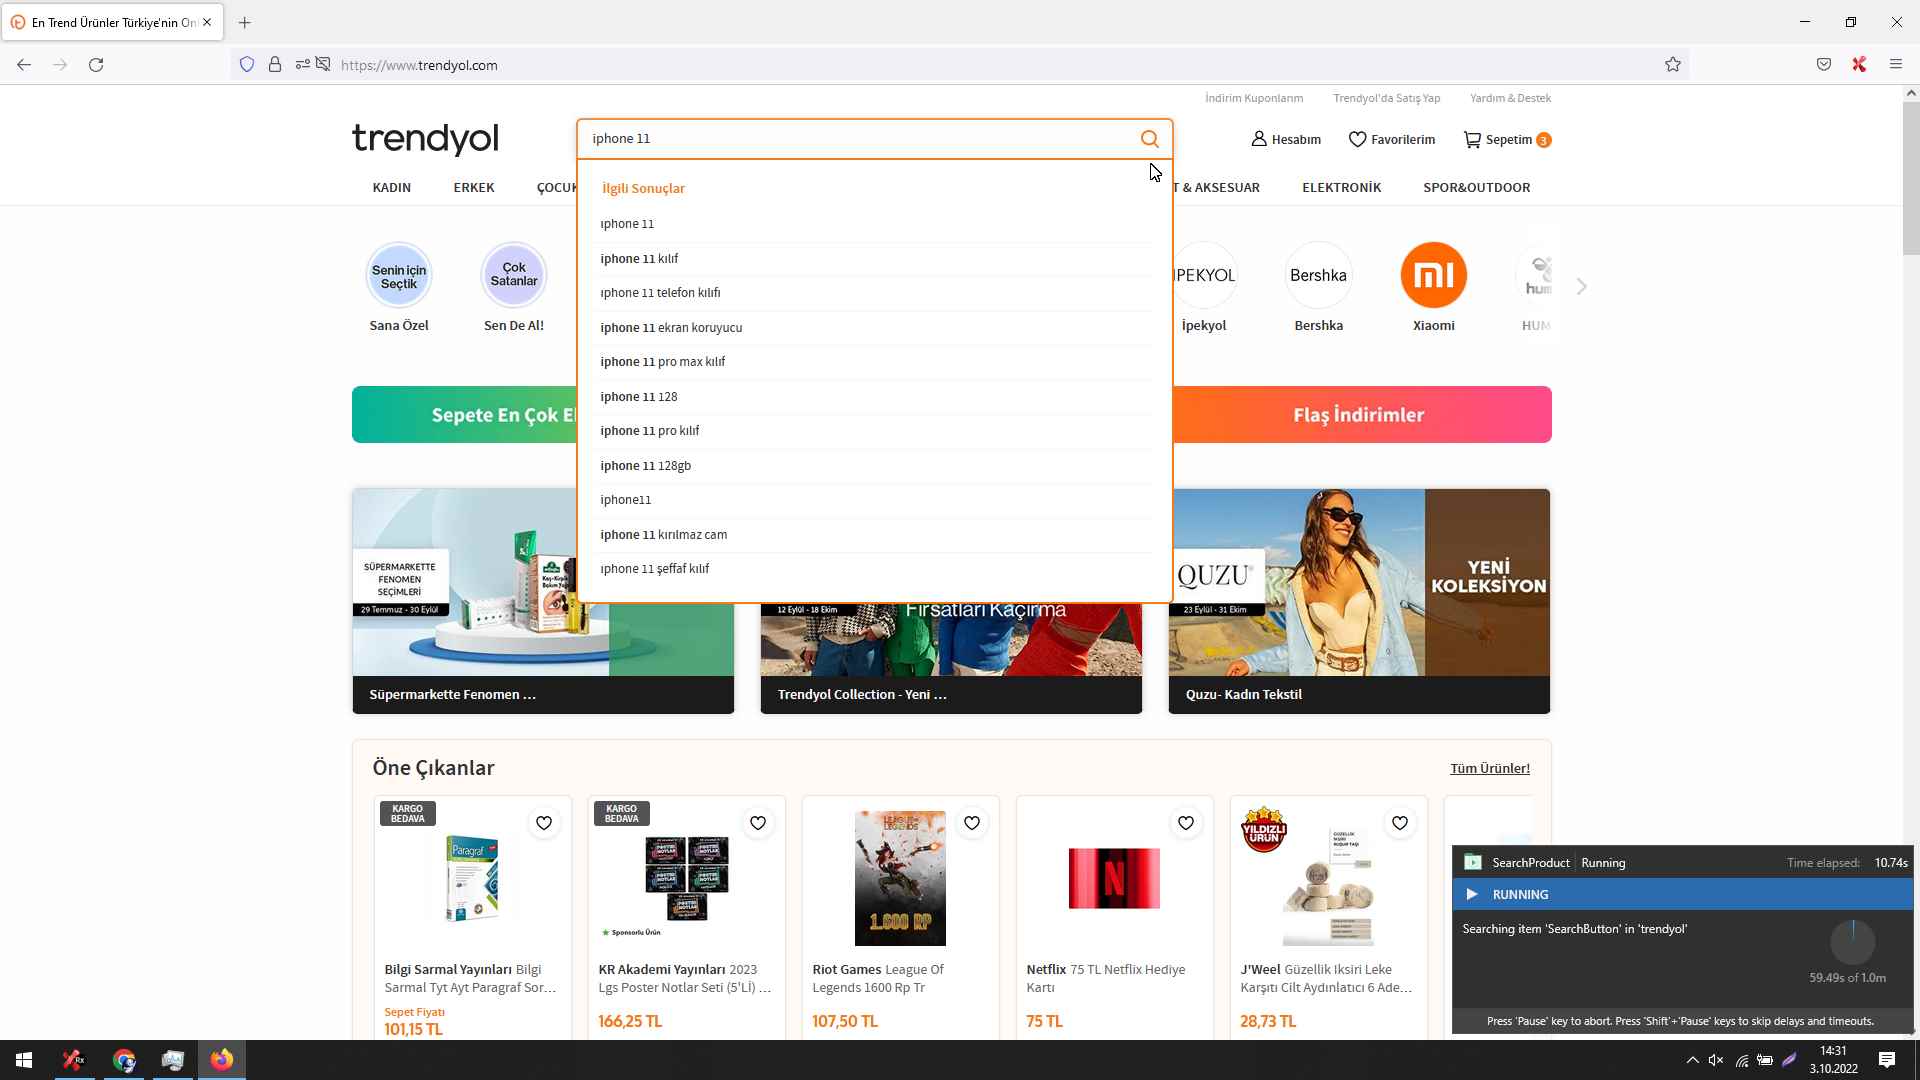 En Trend Ürünler Türkiye'nin On
https://www.trendyol.com
İndirim Kuponlarım
Trendyol'da Satış Yap
Yardım & Destek
trendyol
iphone 11
Hesabım
Favorilerim
Sepetim 3
KADIN
ERKEK
ÇOCUK
T & AKSESUAR
ELEKTRONİK
SPOR&OUTDOOR
İlgili Sonuçlar
ıphone 11
iphone 11 kılıf
ıphone 11 telefon kılıfı
iphone 11 ekran koruyucu
iphone 11 pro max kılıf
iphone 11 128
iphone 11 pro kılıf
iphone 11 128gb
iphone11
iphone 11 kırılmaz cam
ıphone 11 şeffaf kılıf
Senin için
Seçtik
Sana Özel
Çok
Satanlar
Sen De Al!
İPEKYOL
İpekyol
Bershka
Bershka
mi
Xiaomi
hum
HUM
Sepete En Çok E
Flaş İndirimler
SÜPERMARKETTE
FENOMEN
SEÇİMLERİ
29 Temmuz - 30 Eylül
Süpermarkette Fenomen ...
12 Eylül - 18 Ekim
Fırsatları Kaçırma
Trendyol Collection - Yeni ...
QUZU
23 Eylül - 31 Ekim
YENİ
KOLEKSİYON
Quzu- Kadın Tekstil
Öne Çıkanlar
Tüm Ürünler!
KARGO
BEDAVA
Paragraf
Bilgi Sarmal Yayınları Bilgi
Sarmal Tyt Ayt Paragraf Sor...
Sepet Fiyatı
101,15 TL
KARGO
BEDAVA
POSTER
NOTLAR
Sponsorlu Ürün
KR Akademi Yayınları 2023
Lgs Poster Notlar Seti (5'Lİ) ...
166,25 TL
LEAGUE OF
LEGENDS
1.600 RP
Riot Games League Of
Legends 1600 Rp Tr
107,50 TL
N
Netflix 75 TL Netflix Hediye
Kartı
75 TL
YILDIZLI
ÜRÜN
J'Weel Güzellik Iksiri Leke
Karşıtı Cilt Aydınlatıcı 6 Ade...
28,73 TL
SearchProduct
Running
Time elapsed: 10.74s
RUNNING
Searching item 'SearchButton' in 'trendyol'
59.49s of 1.0m
Press 'Pause' key to abort. Press 'Shift'+'Pause' keys to skip delays and timeouts.
Rx
14:31
3.10.2022